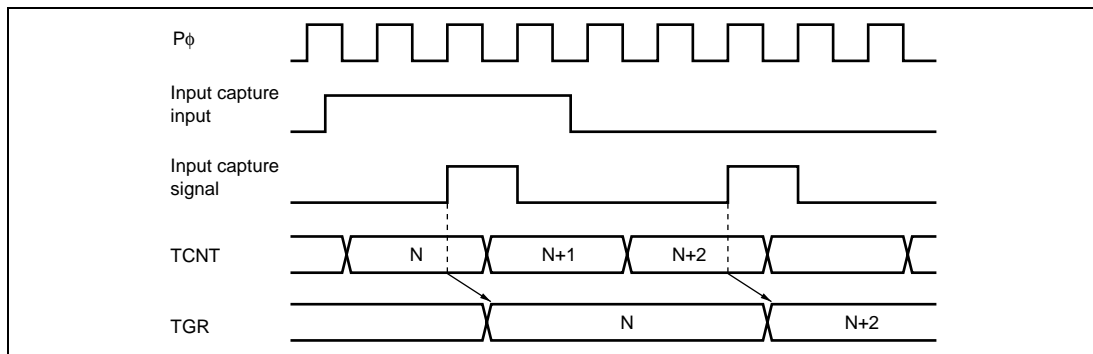 Pφ
Input capture
input
Input capture
signal
TCNT
N
N+1
N+2
TGR
N
N+2